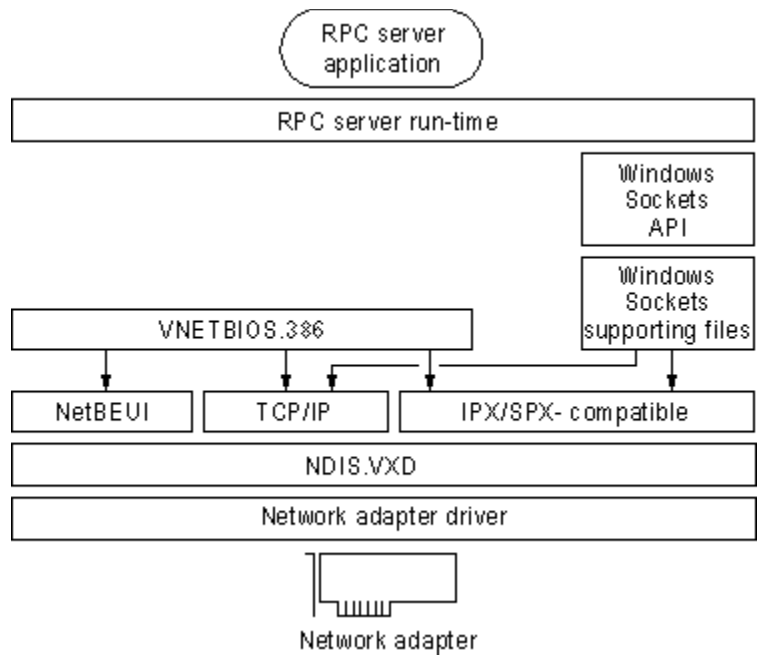 RPC server
application
RPC server run-time
Windows
Sockets
API
Windows
Sockets
supporting files
VNETBIOS.386
NetBEUI
TCP/IP
IPX/SPX- compatible
NDIS.VXD
Network adapter driver
Network adapter